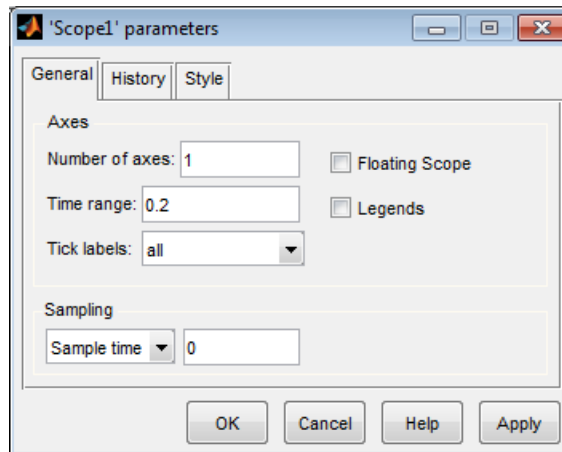 'Scope1' parameters
General History Style
Axes
Number of axes: 1
Floating Scope
Time range: 0.2
Legends
Tick labels: all
Sampling
Sample time 0
OK Cancel Help Apply